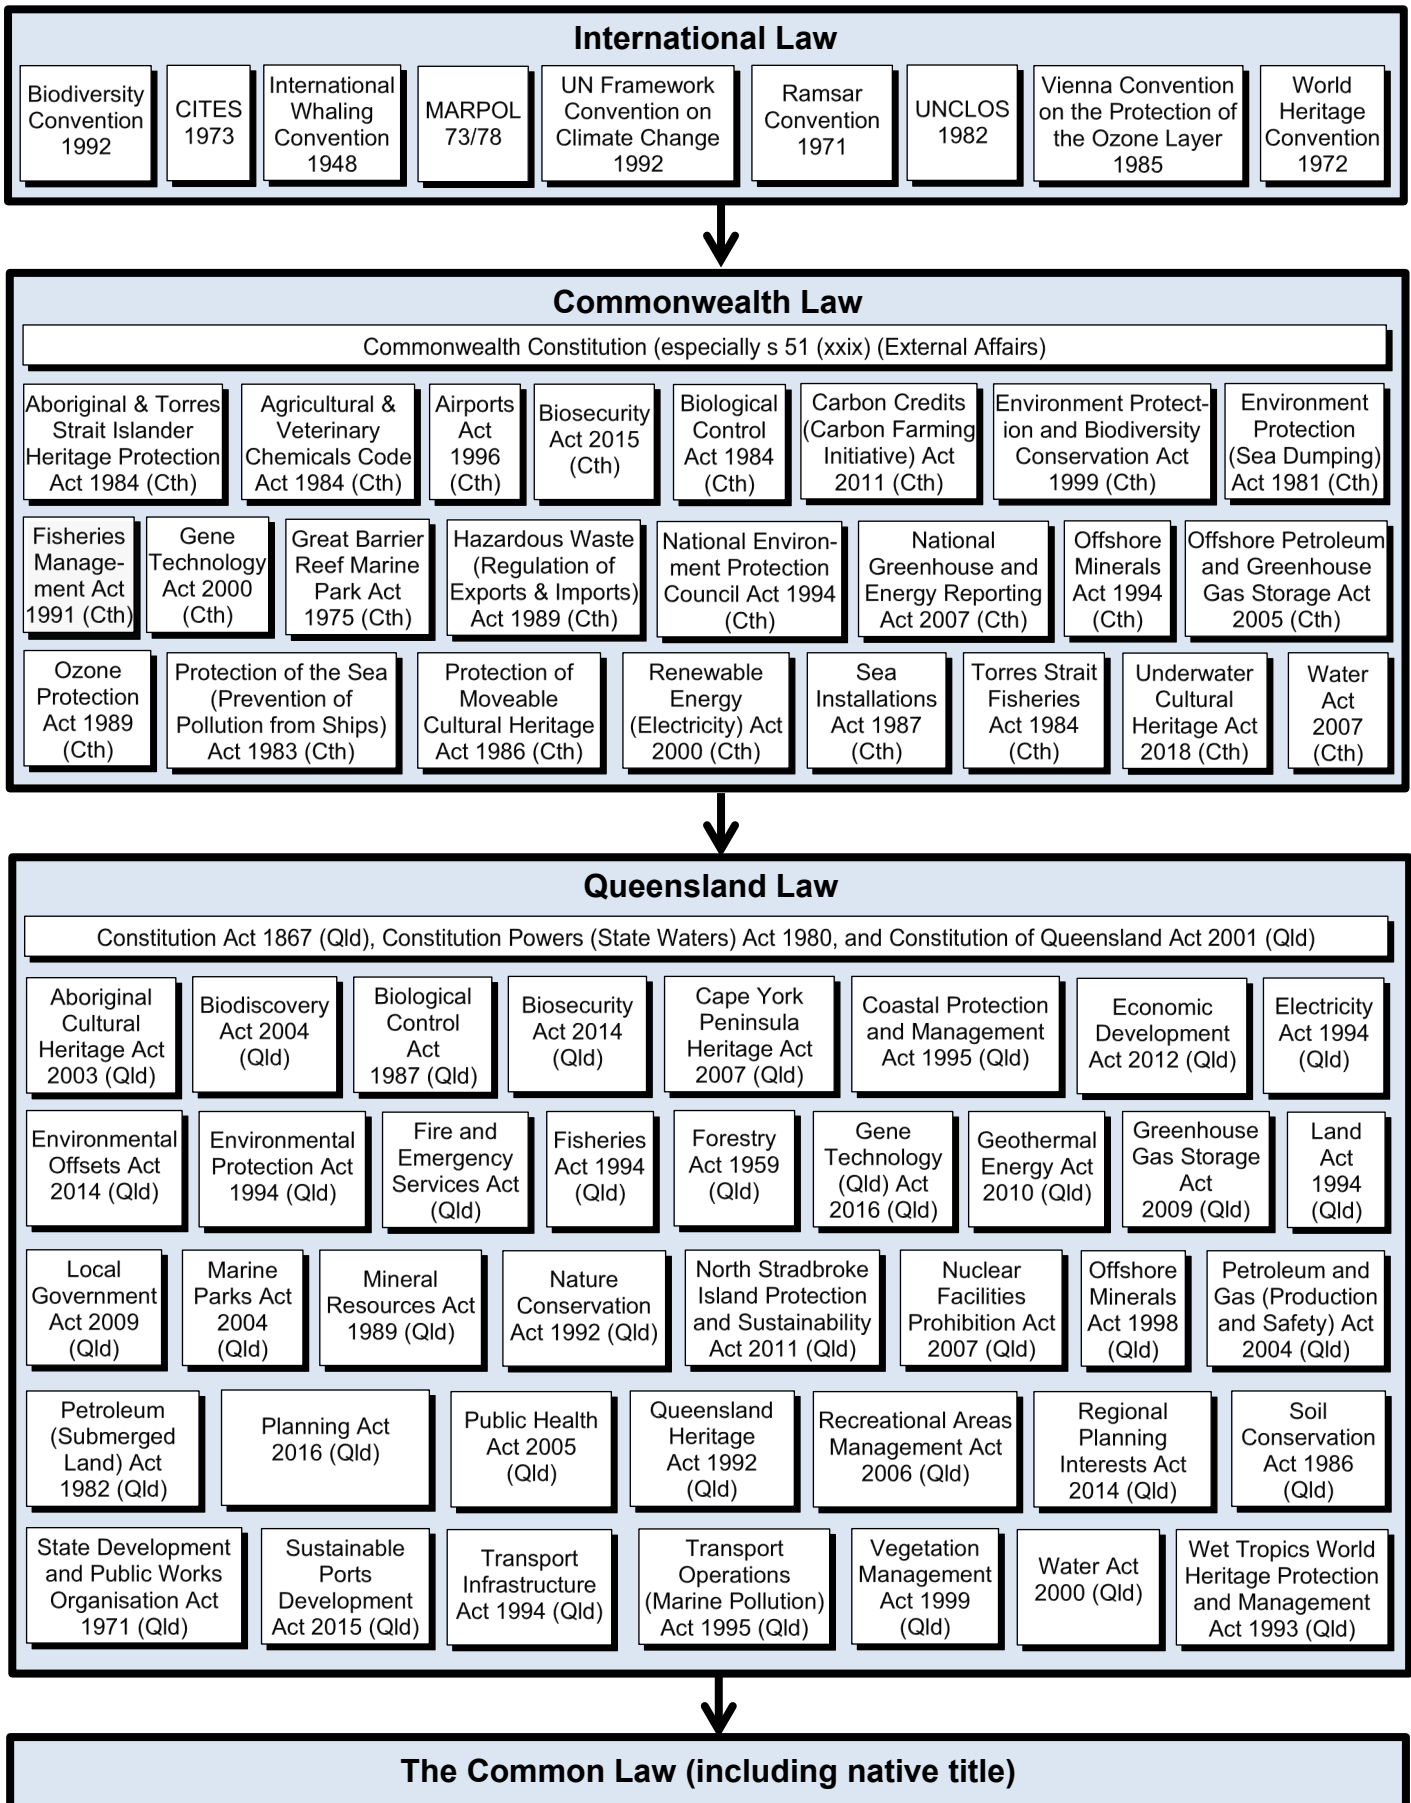 International Law
Biodiversity
Convention
1992
CITES
1973
International
Whaling
Convention
1948
MARPOL
73/78
UN Framework
Convention on
Climate Change
1992
Ramsar
Convention
1971
UNCLOS
1982
Vienna Convention
on the Protection of
the Ozone Layer
1985
World
Heritage
Convention
1972
Commonwealth Law
Commonwealth Constitution (especially s 51 (xxix) (External Affairs)
Aboriginal & Torres
Strait Islander
Heritage Protection
Act 1984 (Cth)
Agricultural &
Veterinary
Chemicals Code
Act 1984 (Cth)
Airports
Act
1996
(Cth)
Biosecurity
Act 2015
(Cth)
Biological
Control
Act 1984
(Cth)
Carbon Credits
(Carbon Farming
Initiative) Act
2011 (Cth)
Environment Protect-
ion and Biodiversity
Conservation Act
1999 (Cth)
Environment
Protection
(Sea Dumping)
Act 1981 (Cth)
Fisheries
Manage-
ment Act
1991 (Cth)
Gene
Technology
Act 2000
(Cth)
Great Barrier
Reef Marine
Park Act
1975 (Cth)
Hazardous Waste
(Regulation of
Exports & Imports)
Act 1989 (Cth)
National Environ-
ment Protection
Council Act 1994
(Cth)
National
Greenhouse and
Energy Reporting
Act 2007 (Cth)
Offshore
Minerals
Act 1994
(Cth)
Offshore Petroleum
and Greenhouse
Gas Storage Act
2005 (Cth)
Ozone
Protection
Act 1989
(Cth)
Protection of the Sea
(Prevention of
Pollution from Ships)
Act 1983 (Cth)
Protection of
Moveable
Cultural Heritage
Act 1986 (Cth)
Renewable
Energy
(Electricity) Act
2000 (Cth)
Sea
Installations
Act 1987
(Cth)
Torres Strait
Fisheries
Act 1984
(Cth)
Underwater
Cultural
Heritage Act
2018 (Cth)
Water
Act
2007
(Cth)
Queensland Law
Constitution Act 1867 (Qld), Constitution Powers (State Waters) Act 1980, and Constitution of Queensland Act 2001 (Qld)
Aboriginal
Cultural
Heritage Act
2003 (Qld)
Biodiscovery
Act 2004
(Qld)
Biological
Control
Act
1987 (Qld)
Biosecurity
Act 2014
(Qld)
Cape York
Peninsula
Heritage Act
2007 (Qld)
Coastal Protection
and Management
Act 1995 (Qld)
Economic
Development
Act 2012 (Qld)
Electricity
Act 1994
(Qld)
Environmental
Offsets Act
2014 (Qld)
Environmental
Protection Act
1994 (Qld)
Fire and
Emergency
Services Act
(Qld)
Fisheries
Act 1994
(Qld)
Forestry
Act 1959
(Qld)
Gene
Technology
(Qld) Act
2016 (Qld)
Geothermal
Energy Act
2010 (Qld)
Greenhouse
Gas Storage
Act
2009 (Qld)
Land
Act
1994
(Qld)
Local
Government
Act 2009
(Qld)
Marine
Parks Act
2004
(Qld)
Mineral
Resources Act
1989 (Qld)
Nature
Conservation
Act 1992 (Qld)
North Stradbroke
Island Protection
and Sustainability
Act 2011 (Qld)
Nuclear
Facilities
Prohibition Act
2007 (Qld)
Offshore
Minerals
Act 1998
(Qld)
Petroleum and
Gas (Production
and Safety) Act
2004 (Qld)
Petroleum
(Submerged
Land) Act
1982 (Qld)
Planning Act
2016 (Qld)
Public Health
Act 2005
(Qld)
Queensland
Heritage
Act 1992
(Qld)
Recreational Areas
Management Act
2006 (Qld)
Regional
Planning
Interests Act
2014 (Qld)
Soil
Conservation
Act 1986
(Qld)
State Development
and Public Works
Organisation Act
1971 (Qld)
Sustainable
Ports
Development
Act 2015 (Qld)
Transport
Infrastructure
Act 1994 (Qld)
Transport
Operations
(Marine Pollution)
Act 1995 (Qld)
Vegetation
Management
Act 1999
(Qld)
Water Act
2000 (Qld)
Wet Tropics World
Heritage Protection
and Management
Act 1993 (Qld)
The Common Law (including native title)